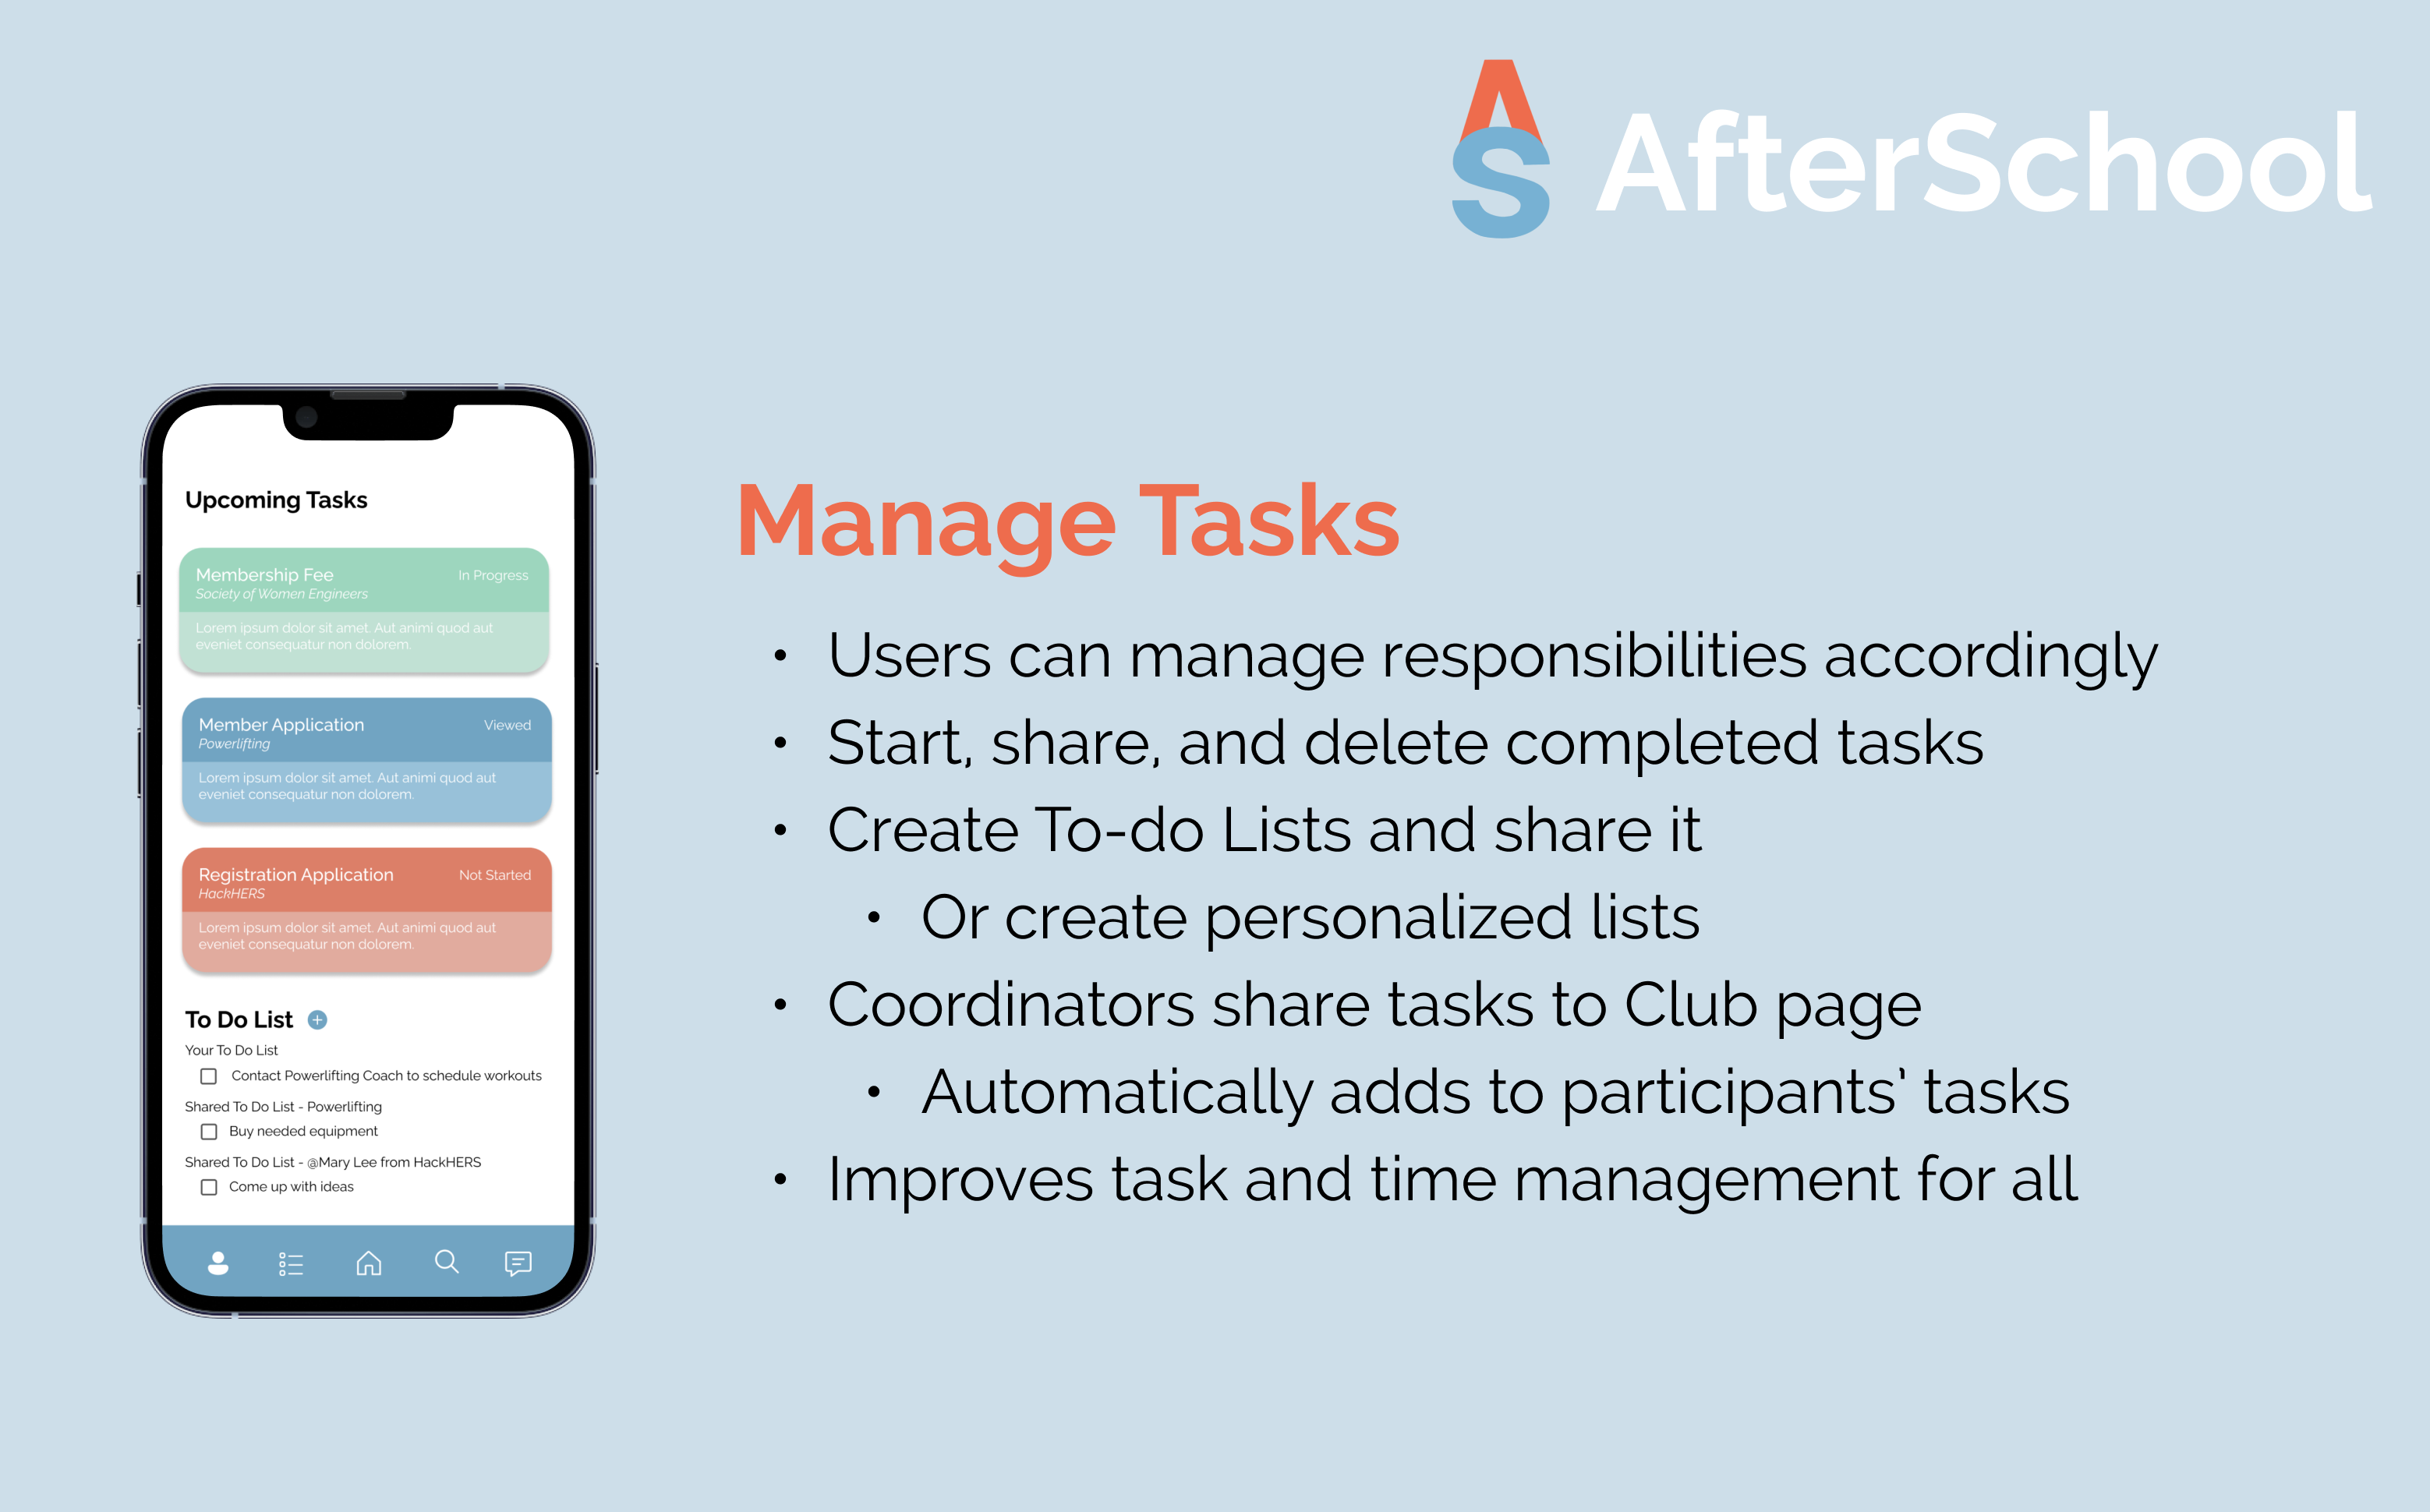 AS AfterSchool
Upcoming Tasks
Membership Fee In Progress
Society of Women Engineers
Lorem ipsum dolor sit amet. Aut animi quod aut
eveniet consequatur non dolorem.
Member Application Viewed
Powerlifting
Lorem ipsum dolor sit amet. Aut animi quod aut
eveniet consequatur non dolorem.
Registration Application Not Started
HackHERS
Lorem ipsum dolor sit amet. Aut animi quod aut
eveniet consequatur non dolorem.
To Do List
Your To Do List
Contact Powerlifting Coach to schedule workouts
Shared To Do List - Powerlifting
Buy needed equipment
Shared To Do List - @Mary Lee from HackHERS
Come up with ideas
Manage Tasks
• Users can manage responsibilities accordingly
• Start, share, and delete completed tasks
• Create To-do Lists and share it
• Or create personalized lists
• Coordinators share tasks to Club page
• Automatically adds to participants’ tasks
• Improves task and time management for all